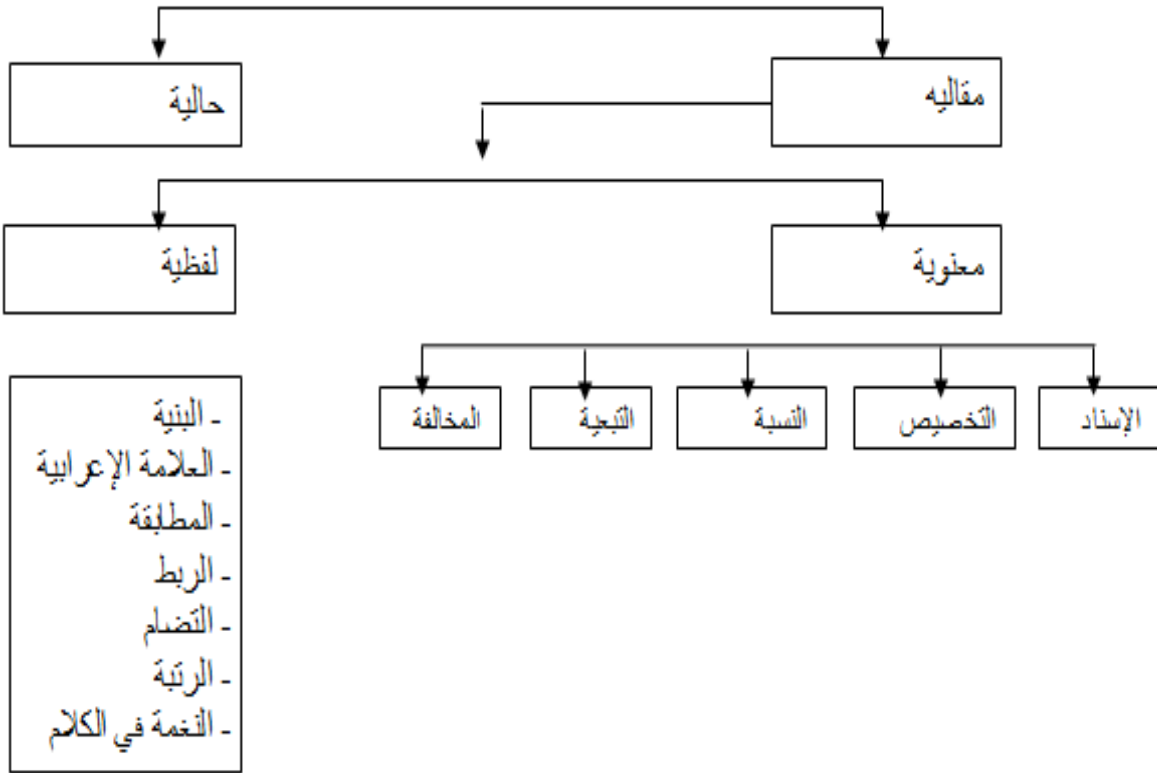 مقاليه
حالية
معنوية
لفظية
الإسناد
التخصيص
النسبة
التبعية
المخالفة
- البنية
- العلامة الإعرابية
- المطابقة
- الربط
- التضام
- الرتبة
- النغمة في الكلام